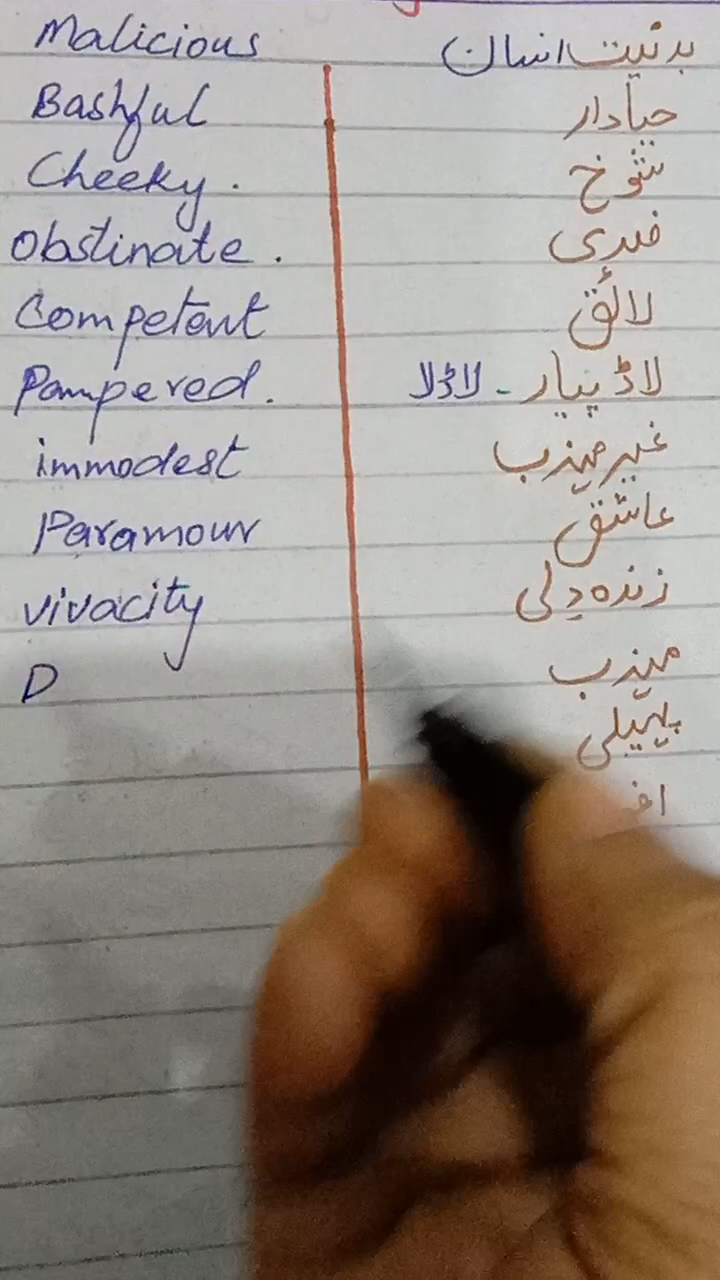 Malicious بدنیت انسان
Bashful حیادار
Cheeky. شوخ
Obstinate. ضدی
Competent لائق
Pampered. لاڈ پیار - لاڈلا
immodest غیر مہذب
Paramour عاشق
vivacity زندہ دلی
D مہذب
پہیلی